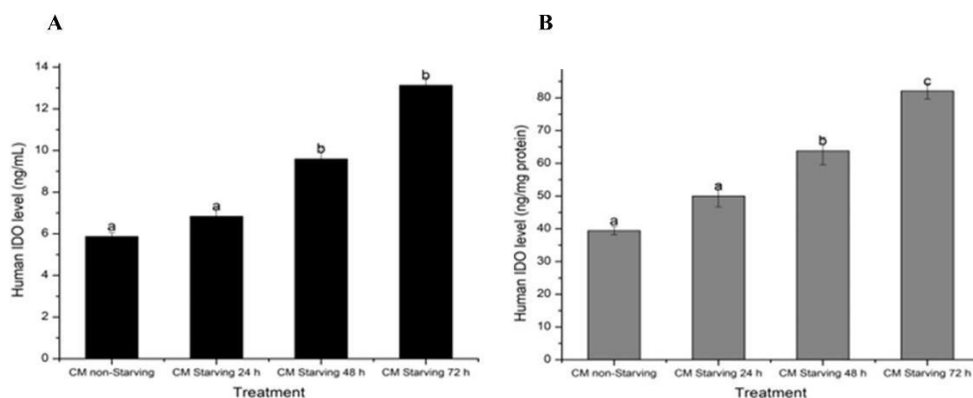 A
Human IDO level (ng/mL)
14
12
10
8
6
4
2
0
a
a
b
b
CM non-Starving CM Starving 24 h CM Starving 48 h CM Starving 72 h
Treatment
B
Human IDO level (ng/mg protein)
80
70
60
50
40
30
20
10
0
a
a
b
c
CM non-Starving CM Starving 24 h CM Starving 48 h CM Starving 72 h
Treatment